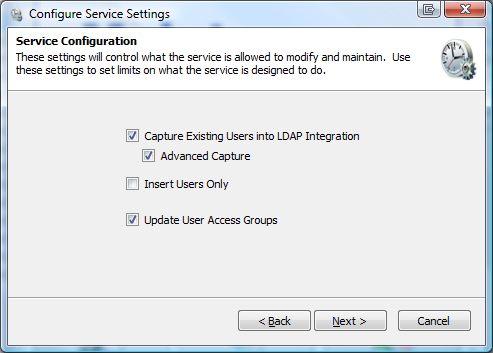 Configure Service Settings
Service Configuration
These settings will control what the service is allowed to modify and maintain.  Use
these settings to set limits on what the service is designed to do.
Capture Existing Users into LDAP Integration
Advanced Capture
Insert Users Only
Update User Access Groups
< Back
Next >
Cancel